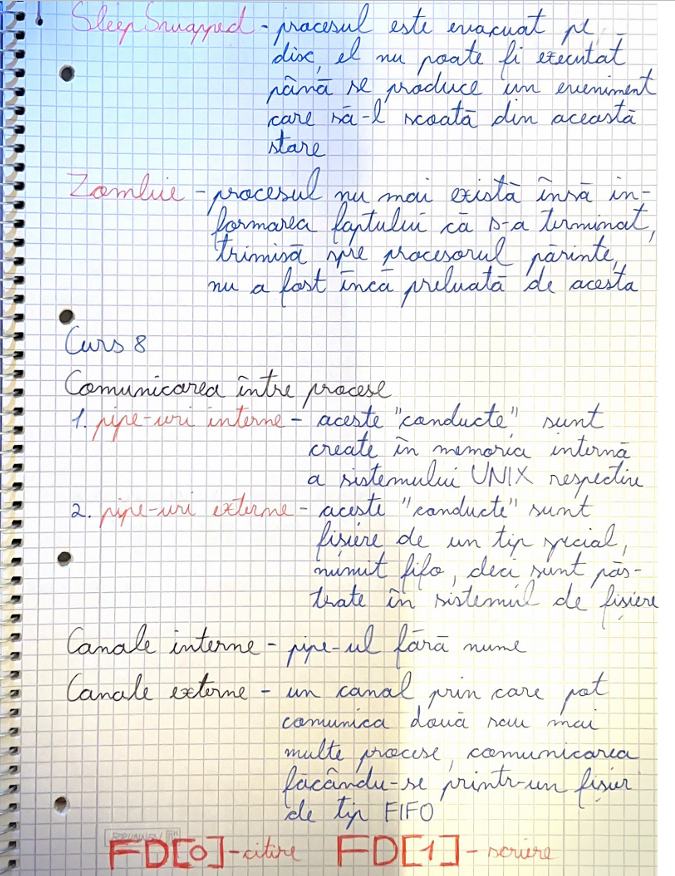 Sleep Swapped - procesul este evacuat pe
disc, el nu poate fi executat
până se produce un eveniment
care să-l scoată din această
stare
Zombie - procesul nu mai există însă in-
formarea faptului că s-a terminat,
trimisă spre procesorul părinte,
nu a fost încă preluată de acesta
Curs 8
Comunicarea între procese
1. pipe-uri interne - aceste "conducte" sunt
create în memoria internă
a sistemului UNIX respectiv
2. pipe-uri externe - aceste "conducte" sunt
fișiere de un tip special,
numit fifo, deci sunt păs-
trate în sistemul de fișiere
Canale interne - pipe-ul fără nume
Canale externe - un canal prin care pot
comunica două sau mai
multe procese, comunicarea
făcându-se printr-un fișier
de tip FIFO
FD[0] - citire FD[1] - scriere